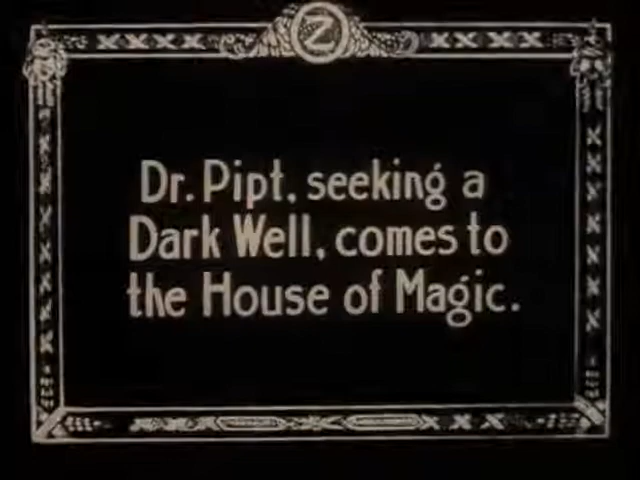 Z
Dr. Pipt, seeking a
Dark Well, comes to
the House of Magic.